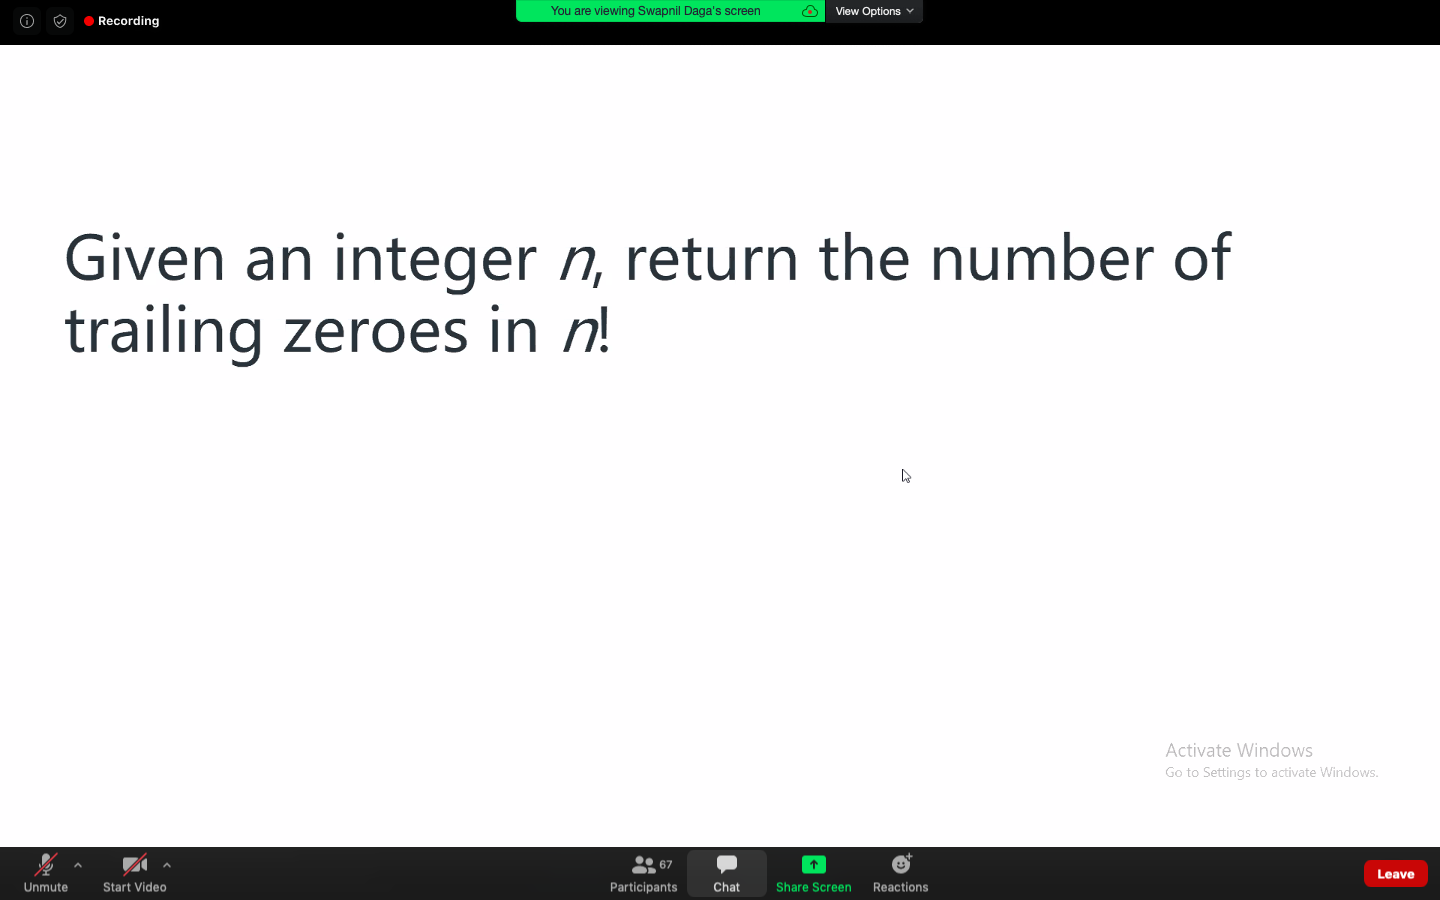 Recording
You are viewing Swapnil Daga's screen
View Options
Given an integer n, return the number of
trailing zeroes in n!
Activate Windows
Go to Settings to activate Windows.
Unmute
Start Video
67
Participants
Chat
Share Screen
Reactions
Leave